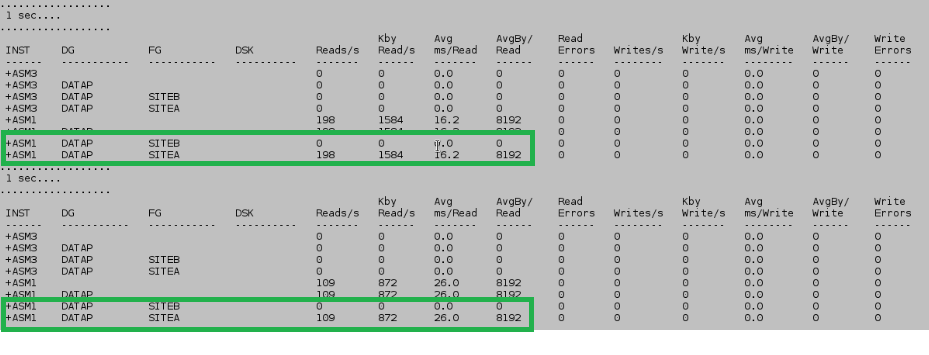 ..................
1 sec....
..................
Kby Avg AvgBy/ Read Kby Avg AvgBy/ Write
INST DG FG DSK Reads/s Read/s ms/Read Read Errors Writes/s Write/s ms/Write Write Errors
------ ----------- ----------- ---------- ------- ------- ------- ------ ------ -------- ------- -------- ------ ------
+ASM3 0 0 0.0 0 0 0 0 0.0 0 0
+ASM3 DATAP 0 0 0.0 0 0 0 0 0.0 0 0
+ASM3 DATAP SITEB 0 0 0.0 0 0 0 0 0.0 0 0
+ASM3 DATAP SITEA 0 0 0.0 0 0 0 0 0.0 0 0
+ASM1 198 1584 16.2 8192 0 0 0 0.0 0 0
+ASM1 DATAP 198 1584 16.2 8192 0 0 0 0.0 0 0
+ASM1 DATAP SITEB 0 0 0.0 0 0 0 0 0.0 0 0
+ASM1 DATAP SITEA 198 1584 16.2 8192 0 0 0 0.0 0 0
..................
1 sec....
..................
Kby Avg AvgBy/ Read Kby Avg AvgBy/ Write
INST DG FG DSK Reads/s Read/s ms/Read Read Errors Writes/s Write/s ms/Write Write Errors
------ ----------- ----------- ---------- ------- ------- ------- ------ ------ -------- ------- -------- ------ ------
+ASM3 0 0 0.0 0 0 0 0 0.0 0 0
+ASM3 DATAP 0 0 0.0 0 0 0 0 0.0 0 0
+ASM3 DATAP SITEB 0 0 0.0 0 0 0 0 0.0 0 0
+ASM3 DATAP SITEA 0 0 0.0 0 0 0 0 0.0 0 0
+ASM1 109 872 26.0 8192 0 0 0 0.0 0 0
+ASM1 DATAP 109 872 26.0 8192 0 0 0 0.0 0 0
+ASM1 DATAP SITEB 0 0 0.0 0 0 0 0 0.0 0 0
+ASM1 DATAP SITEA 109 872 26.0 8192 0 0 0 0.0 0 0